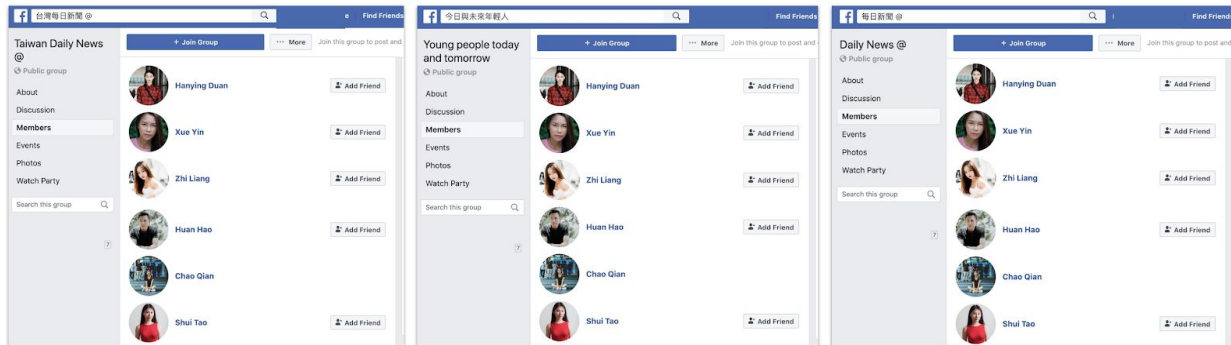 台灣每日新聞 @
e Find Friends
Taiwan Daily News
@
Public group
About
Discussion
Members
Events
Photos
Watch Party
Search this group
?
+ Join Group
··· More
Join this group to post and
Hanying Duan
Add Friend
Xue Yin
Add Friend
Zhi Liang
Add Friend
Huan Hao
Add Friend
Chao Qian
Shui Tao
Add Friend
今日與未來年輕人
Find Friends
Young people today
and tomorrow
Public group
About
Discussion
Members
Events
Photos
Watch Party
Search this group
?
+ Join Group
··· More
Join this group to post and
Hanying Duan
Add Friend
Xue Yin
Add Friend
Zhi Liang
Add Friend
Huan Hao
Add Friend
Chao Qian
Shui Tao
Add Friend
每日新聞 @
Find Friend
Daily News @
Public group
About
Discussion
Members
Events
Photos
Watch Party
Search this group
?
+ Join Group
··· More
Join this group to post and
Hanying Duan
Add Friend
Xue Yin
Add Friend
Zhi Liang
Add Friend
Huan Hao
Add Friend
Chao Qian
Shui Tao
Add Friend